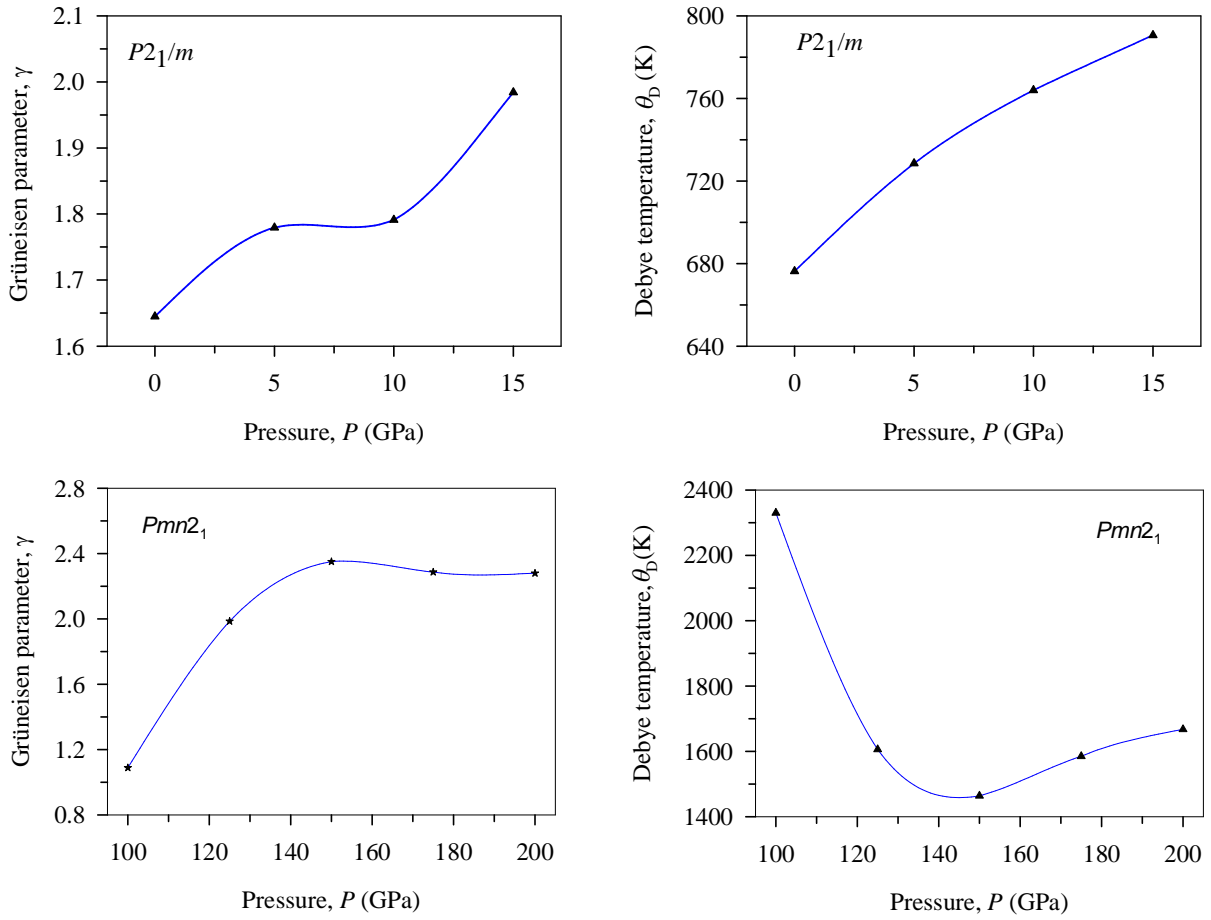 P2₁/m
Grüneisen parameter, γ
2.1
2.0
1.9
1.8
1.7
1.6
0 5 10 15
Pressure, P (GPa)
P2₁/m
Debye temperature, θ_D (K)
800
760
720
680
640
0 5 10 15
Pressure, P (GPa)
Pmn2₁
Grüneisen parameter, γ
2.8
2.4
2.0
1.6
1.2
0.8
100 120 140 160 180 200
Pressure, P (GPa)
Pmn2₁
Debye temperature, θ_D(K)
2400
2200
2000
1800
1600
1400
100 120 140 160 180 200
Pressure, P (GPa)